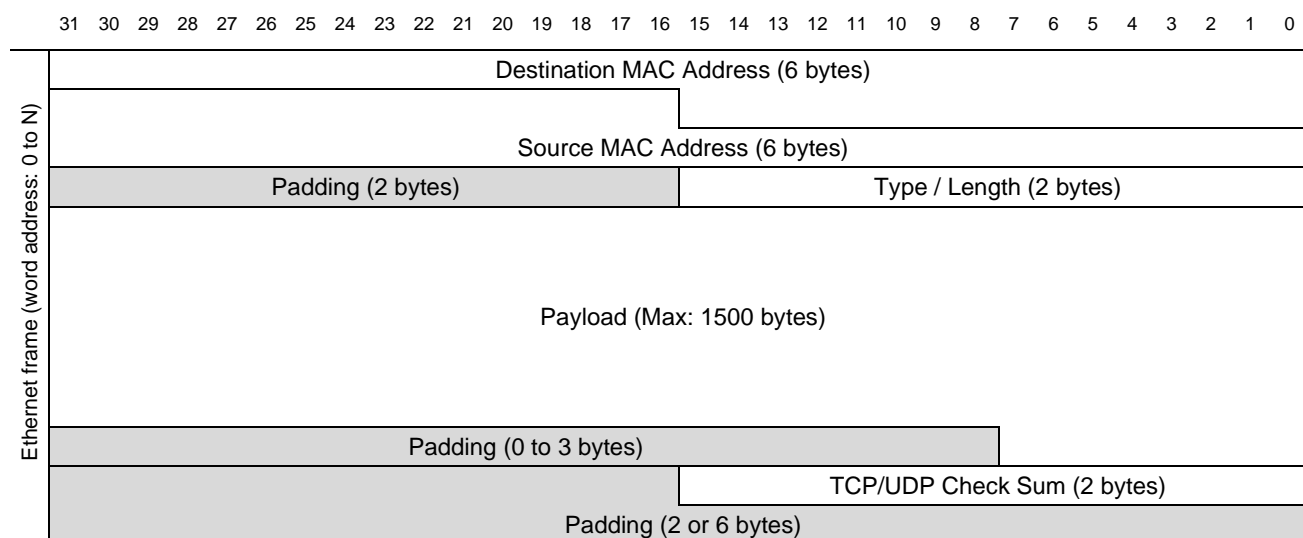 31 30 29 28 27 26 25 24 23 22 21 20 19 18 17 16 15 14 13 12 11 10 9 8 7 6 5 4 3 2 1 0
Ethernet frame (word address: 0 to N)
Destination MAC Address (6 bytes)
Source MAC Address (6 bytes)
Padding (2 bytes) Type / Length (2 bytes)
Payload (Max: 1500 bytes)
Padding (0 to 3 bytes)
TCP/UDP Check Sum (2 bytes)
Padding (2 or 6 bytes)